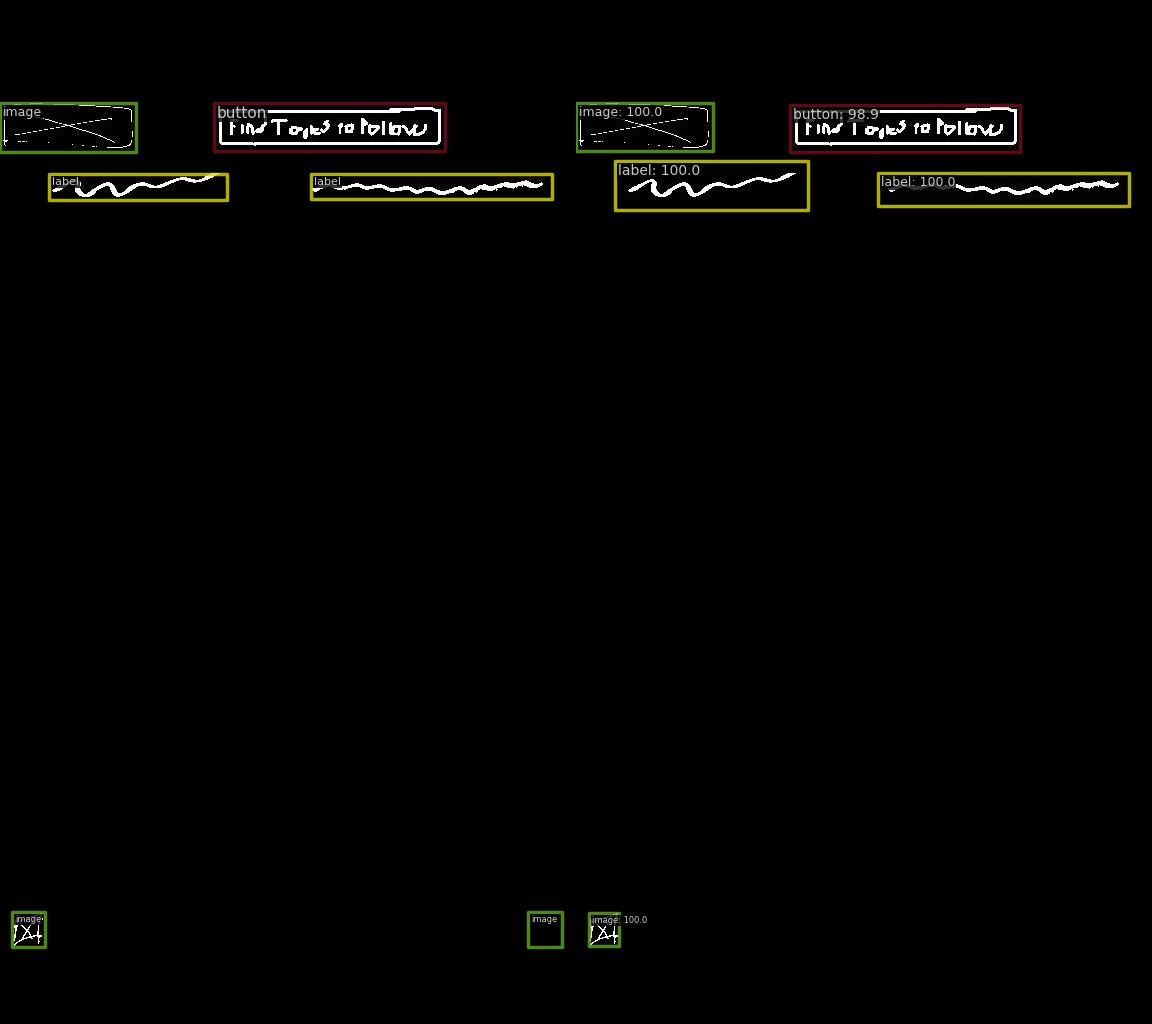 image button image: 100.0 button: 98.9
Find Topics to Follow Find Topics to Follow
label label label: 100.0 label: 100.0
image image image: 100.0